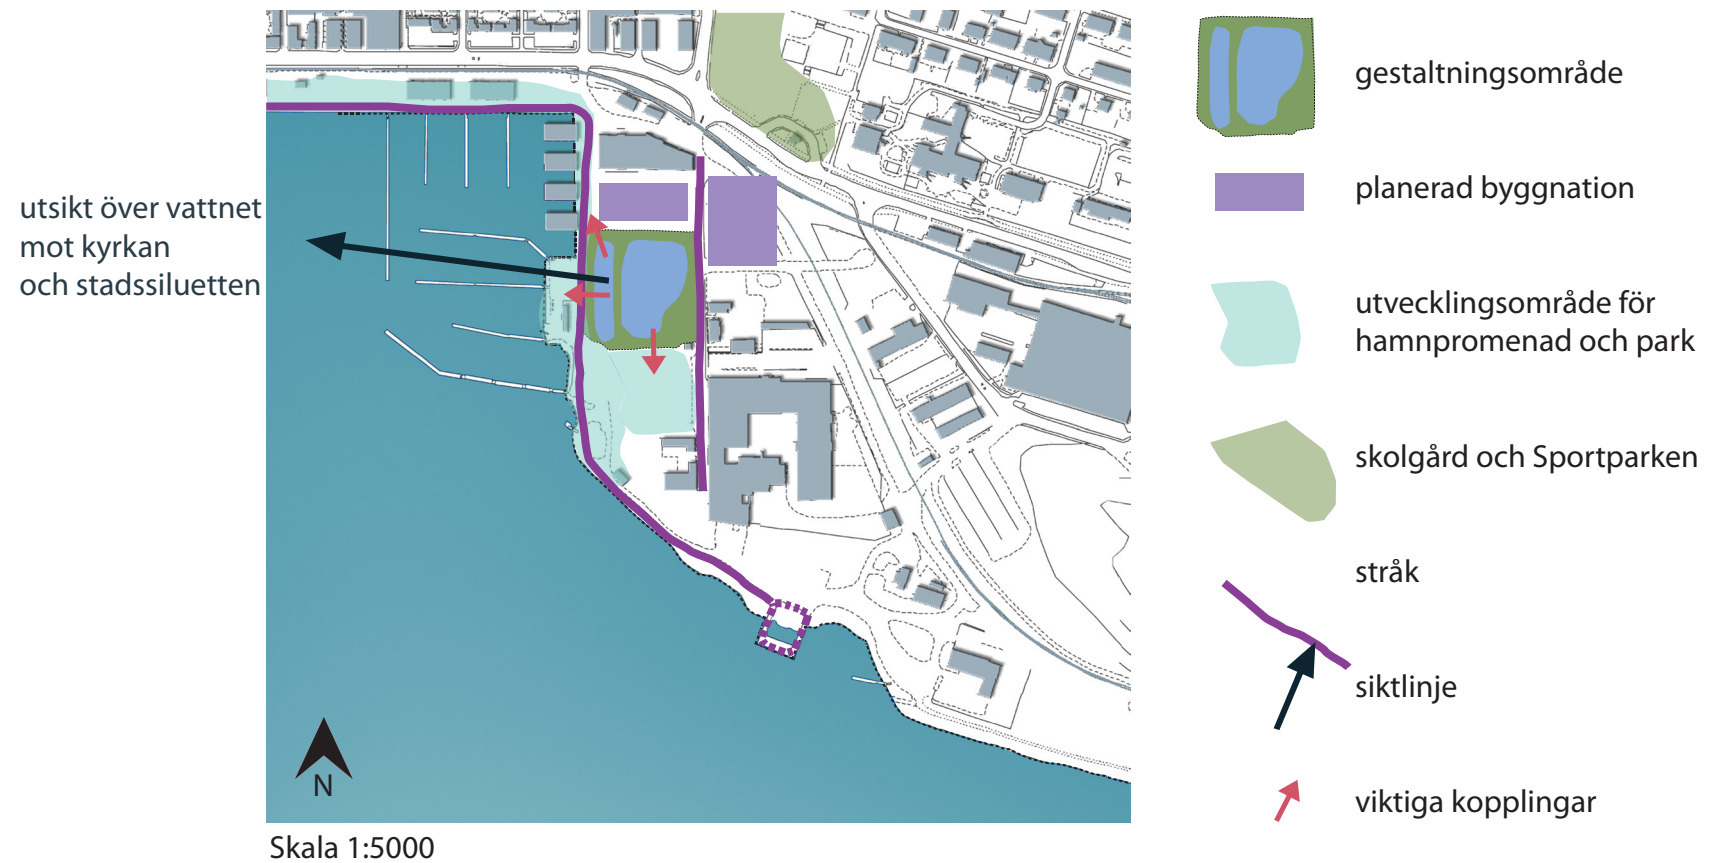 utsikt över vattnet
mot kyrkan
och stadssiluetten
N
Skala 1:5000
gestaltningsområde
planerad byggnation
utvecklingsområde för
hamnpromenad och park
skolgård och Sportparken
stråk
siktlinje
viktiga kopplingar